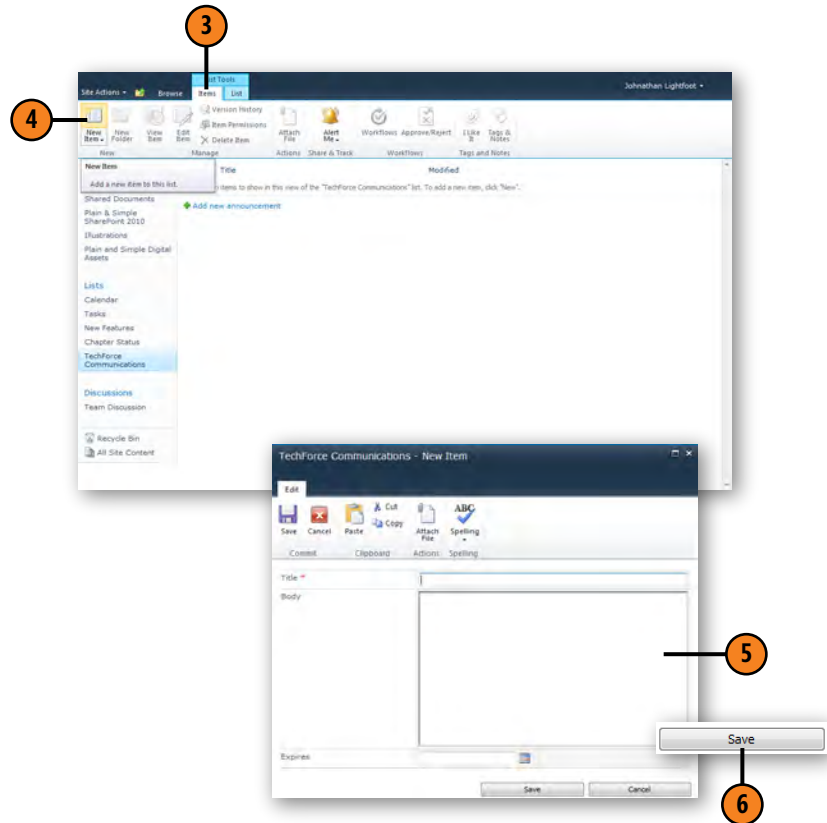 3
List Tools
Site Actions Browse Items List Johnathan Lightfoot
4
Version History
Item Permissions
Delete Item
New Item New Folder View Item Edit Item Attach File Alert Me Workflows Approve/Reject I Like It Tags & Notes
New Manage Actions Share & Track Workflows Tags and Notes
New Item
Add a new item to this list.
Title Modified
items to show in this view of the "TechForce Communications" list. To add a new item, click "New".
Add new announcement
Shared Documents
Plain & Simple
SharePoint 2010
Illustrations
Plain and Simple Digital
Assets
Lists
Calendar
Tasks
New Features
Chapter Status
TechForce
Communications
Discussions
Team Discussion
Recycle Bin
All Site Content
TechForce Communications - New Item
Edit
Save Cancel Paste Cut Copy Attach File ABC Spelling
Commit Clipboard Actions Spelling
Title *
Body
5
Save
Expires
Save Cancel
6